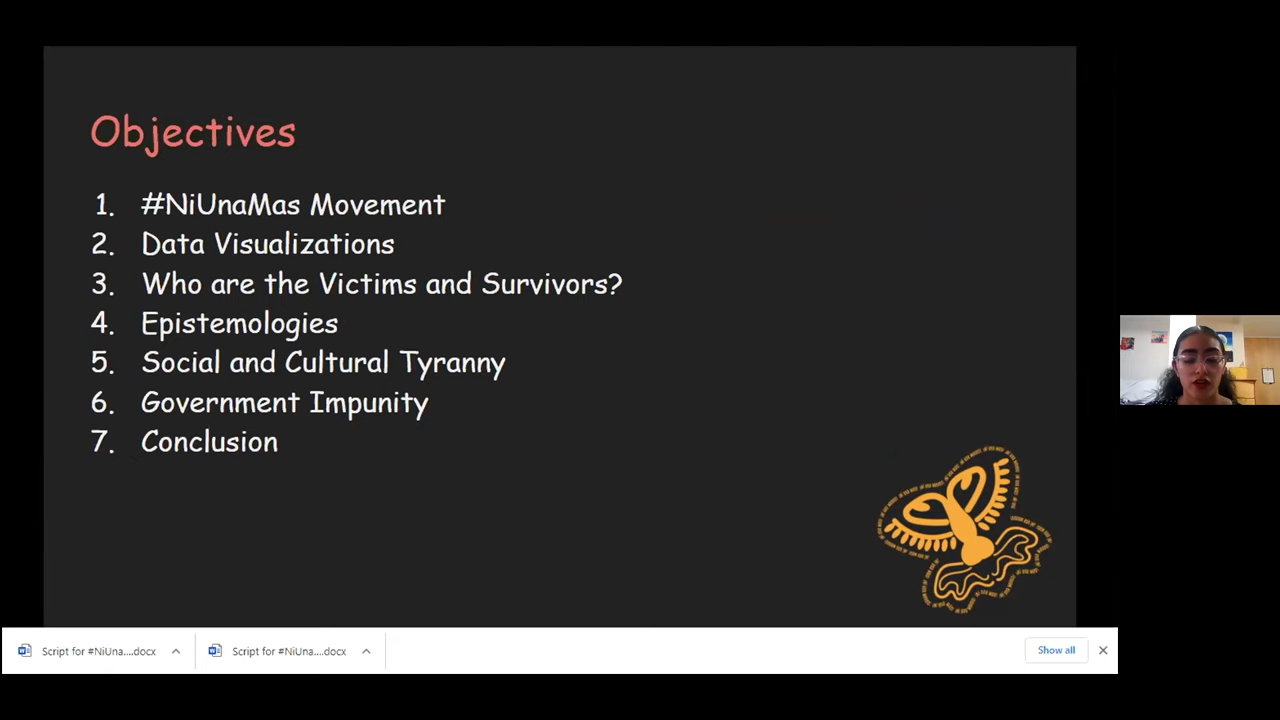 Objectives
1. #NiUnaMas Movement
2. Data Visualizations
3. Who are the Victims and Survivors?
4. Epistemologies
5. Social and Cultural Tyranny
6. Government Impunity
7. Conclusion
Script for #NiUna....docx
Script for #NiUna....docx
Show all